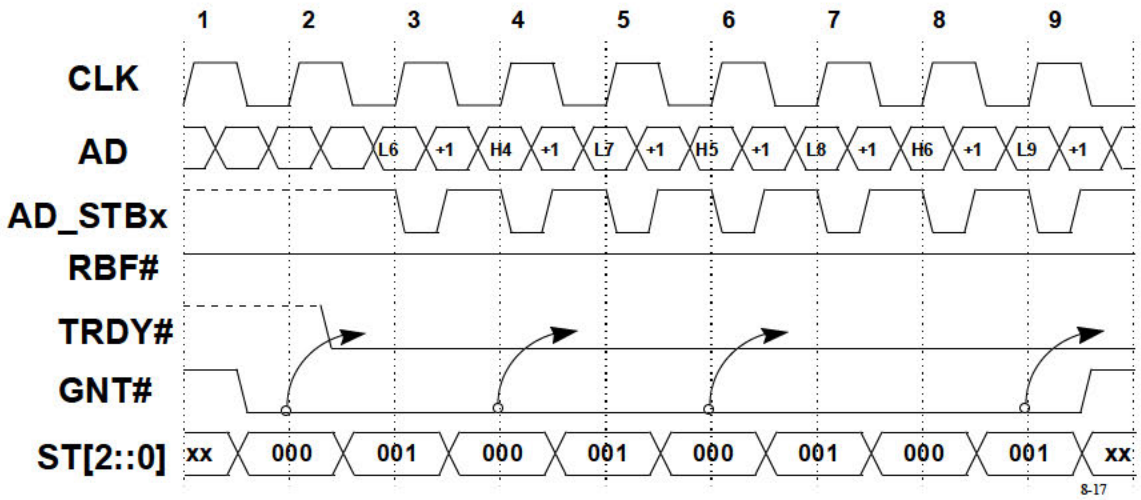 1 2 3 4 5 6 7 8 9
CLK
AD L6 +1 H4 +1 L7 +1 H5 +1 L8 +1 H6 +1 L9 +1
AD_STBx
RBF#
TRDY#
GNT#
ST[2::0] xx 000 001 000 001 000 001 000 001 xx
8-17